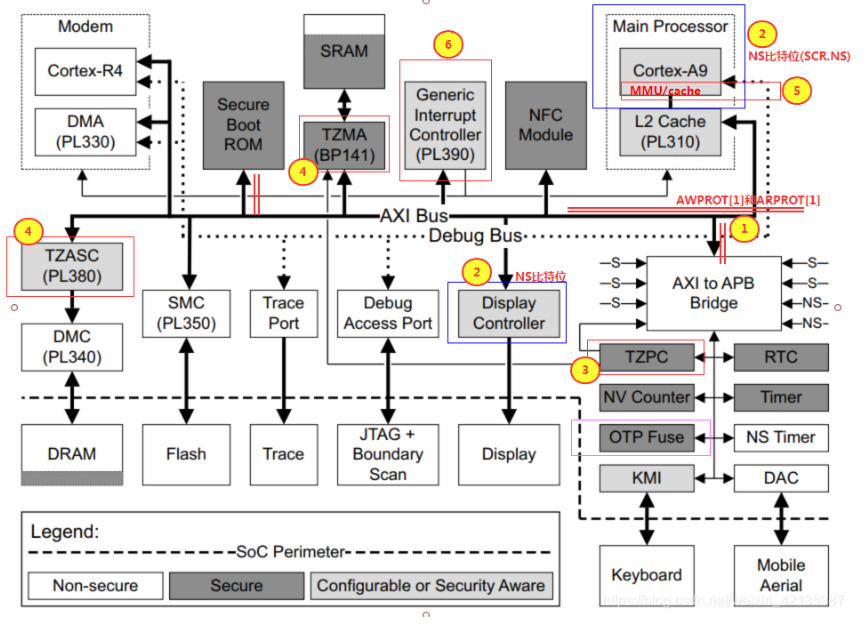 Modem
Cortex-R4
DMA
(PL330)
SRAM
Secure
Boot
ROM
TZMA
(BP141)
4
6
Generic
Interrupt
Controller
(PL390)
NFC
Module
Main Processor
Cortex-A9
MMU/cache
L2 Cache
(PL310)
2
NS比特位(SCR.NS)
5
AWPROT[1]和ARPROT[1]
AXI Bus
Debug Bus
1
4
TZASC
(PL380)
DMC
(PL340)
SMC
(PL350)
Trace
Port
Debug
Access Port
2
NS比特位
Display
Controller
S
S
S
AXI to APB
Bridge
S
S
NS
NS
3
TZPC
RTC
NV Counter
Timer
OTP Fuse
NS Timer
KMI
DAC
DRAM
Flash
Trace
JTAG +
Boundary
Scan
Display
Keyboard
Mobile
Aerial
Legend:
SoC Perimeter
Non-secure
Secure
Configurable or Security Aware
https://blog.csdn.net/weixin_42135087